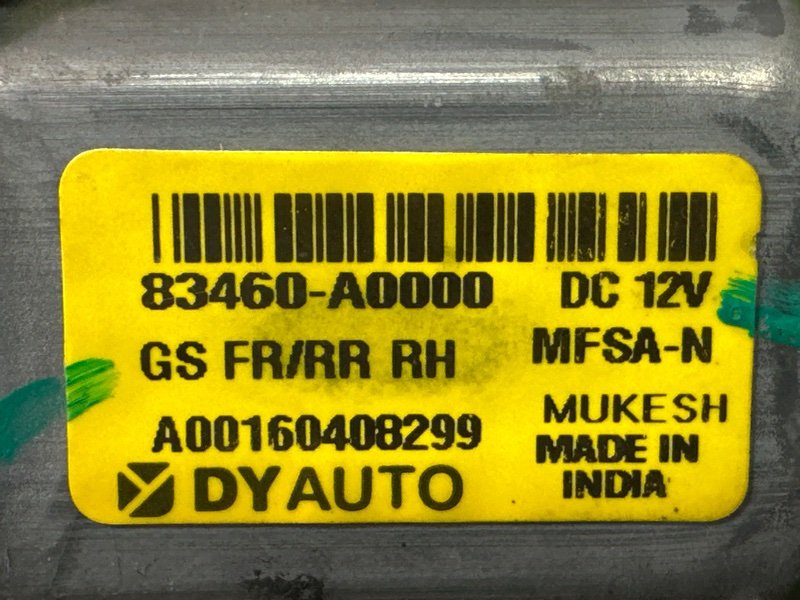 83460-A0000 DC 12V
GS FR/RR RH MFSA-N
A00160408299 MUKESH
DYAUTO MADE IN
INDIA